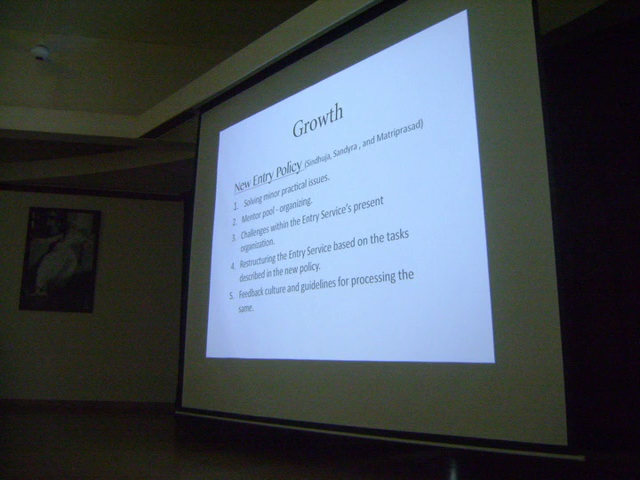 Growth
New Entry Policy (Sindhuja, Sandyra , and Matriprasad)
1. Solving minor practical issues.
2. Mentor pool - organizing.
3. Challenges within the Entry Service's present
organization.
4. Restructuring the Entry Service based on the tasks
described in the new policy.
5. Feedback culture and guidelines for processing the
same.